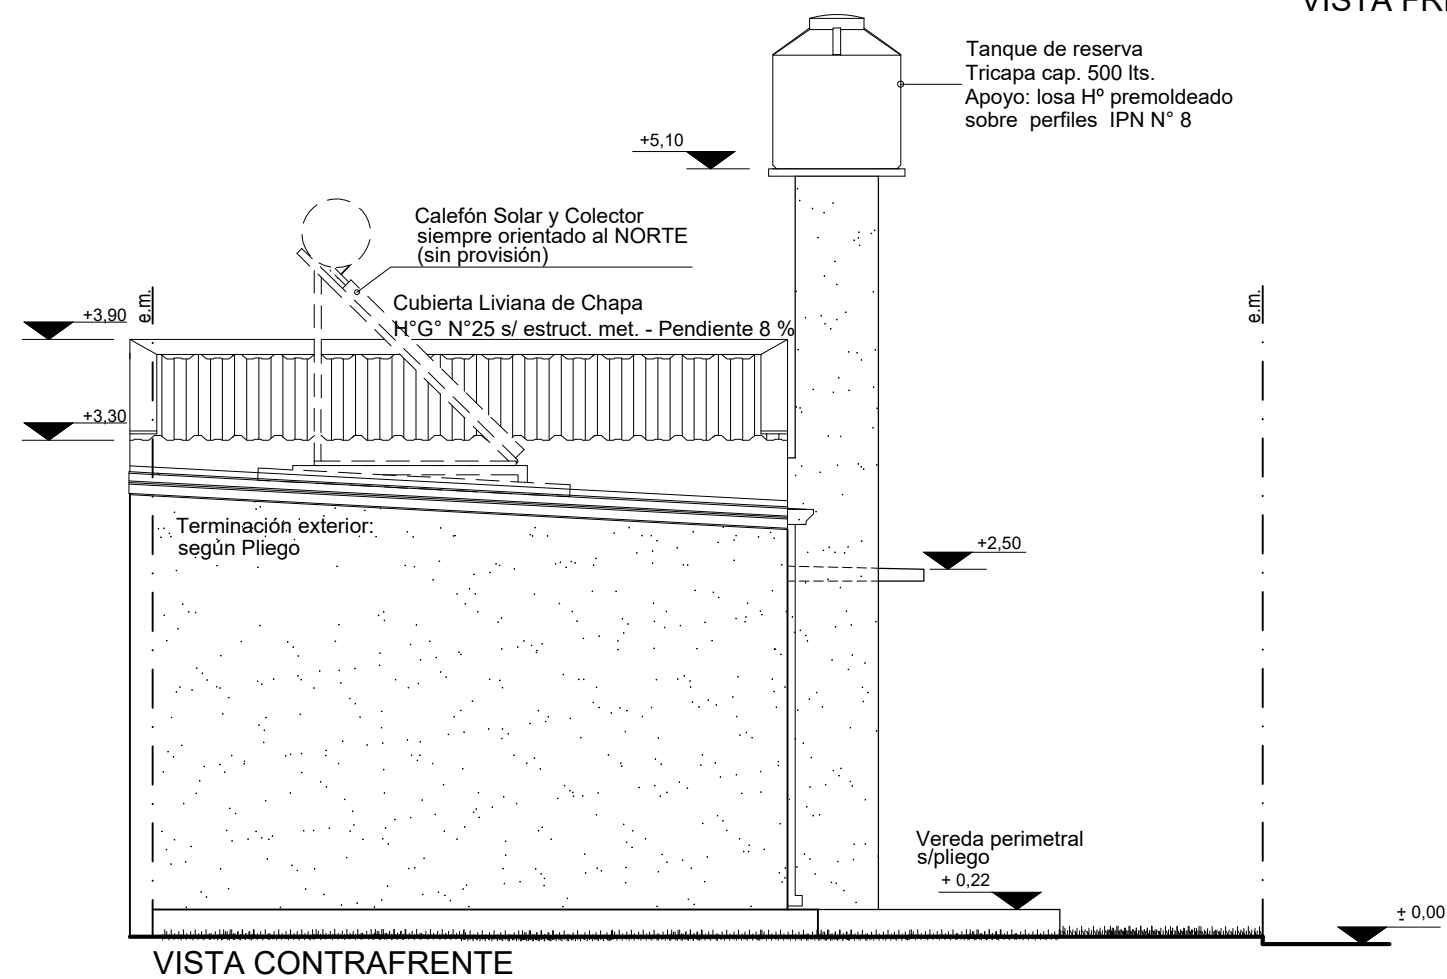 VISTA FR
Tanque de reserva
Tricapa cap. 500 lts.
Apoyo: losa Hº premoldeado
sobre perfiles IPN N° 8
+5,10
Calefón Solar y Colector
siempre orientado al NORTE
(sin provisión)
e.m.
e.m.
+3,90
Cubierta Liviana de Chapa
H°G° N°25 s/ estruct. met. - Pendiente 8 %
+3,30
Terminación exterior:
según Pliego
+2,50
Vereda perimetral
s/pliego
+ 0,22
± 0,00
VISTA CONTRAFRENTE